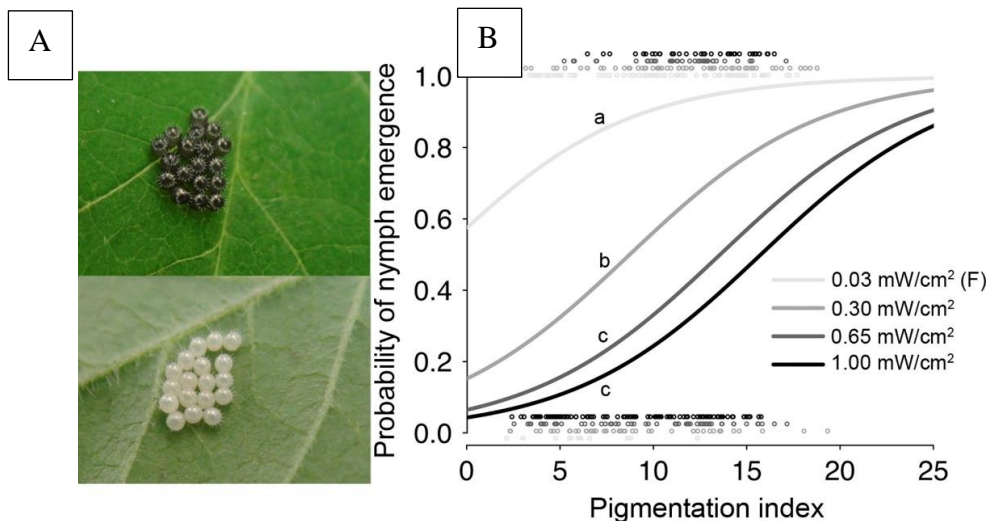 A
B
Probability of nymph emergence
1.0
0.8
0.6
0.4
0.2
0.0
a
b
c
c
0.03 mW/cm² (F)
0.30 mW/cm²
0.65 mW/cm²
1.00 mW/cm²
0 5 10 15 20 25
Pigmentation index